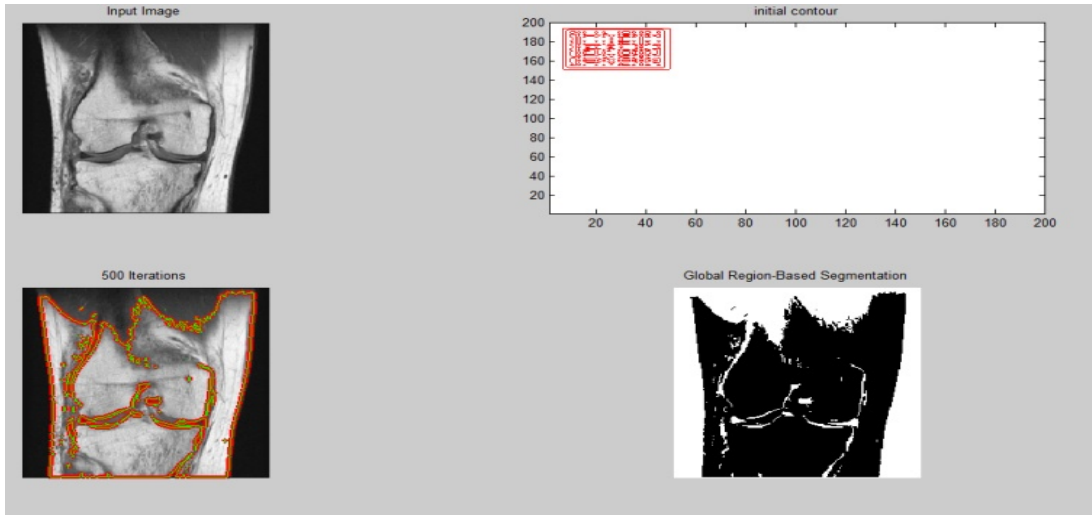 Input Image
initial contour
200
180
160
140
120
100
80
60
40
20
20 40 60 80 100 120 140 160 180 200
500 Iterations
Global Region-Based Segmentation